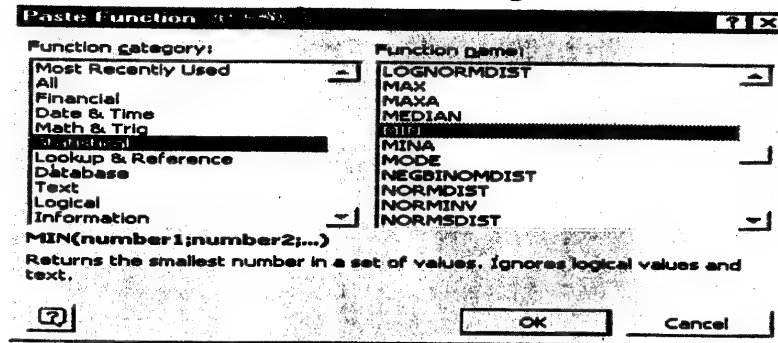 Paste Function
Function category:
Most Recently Used
All
Financial
Date & Time
Math & Trig
Statistical
Lookup & Reference
Database
Text
Logical
Information
Function name:
LOGNORMDIST
MAX
MAXA
MEDIAN
MIN
MINA
MODE
NEGBINOMDIST
NORMDIST
NORMINV
NORMSDIST
MIN(number1;number2;...)
Returns the smallest number in a set of values. Ignores logical values and
text.
OK
Cancel